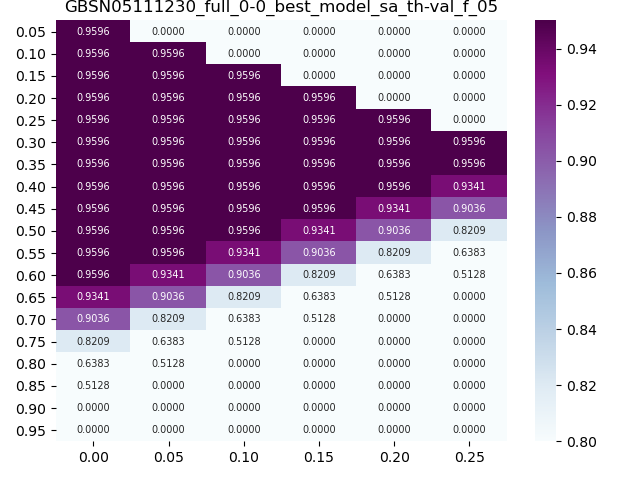 GBSN05111230_full_0-0_best_model_sa_th-val_f_05
0.05 0.9596 0.0000 0.0000 0.0000 0.0000 0.0000
0.10 0.9596 0.9596 0.0000 0.0000 0.0000 0.0000
0.15 0.9596 0.9596 0.9596 0.0000 0.0000 0.0000
0.20 0.9596 0.9596 0.9596 0.9596 0.0000 0.0000
0.25 0.9596 0.9596 0.9596 0.9596 0.9596 0.0000
0.30 0.9596 0.9596 0.9596 0.9596 0.9596 0.9596
0.35 0.9596 0.9596 0.9596 0.9596 0.9596 0.9596
0.40 0.9596 0.9596 0.9596 0.9596 0.9596 0.9341
0.45 0.9596 0.9596 0.9596 0.9596 0.9341 0.9036
0.50 0.9596 0.9596 0.9596 0.9341 0.9036 0.8209
0.55 0.9596 0.9596 0.9341 0.9036 0.8209 0.6383
0.60 0.9596 0.9341 0.9036 0.8209 0.6383 0.5128
0.65 0.9341 0.9036 0.8209 0.6383 0.5128 0.0000
0.70 0.9036 0.8209 0.6383 0.5128 0.0000 0.0000
0.75 0.8209 0.6383 0.5128 0.0000 0.0000 0.0000
0.80 0.6383 0.5128 0.0000 0.0000 0.0000 0.0000
0.85 0.5128 0.0000 0.0000 0.0000 0.0000 0.0000
0.90 0.0000 0.0000 0.0000 0.0000 0.0000 0.0000
0.95 0.0000 0.0000 0.0000 0.0000 0.0000 0.0000
0.00 0.05 0.10 0.15 0.20 0.25
0.94
0.92
0.90
0.88
0.86
0.84
0.82
0.80